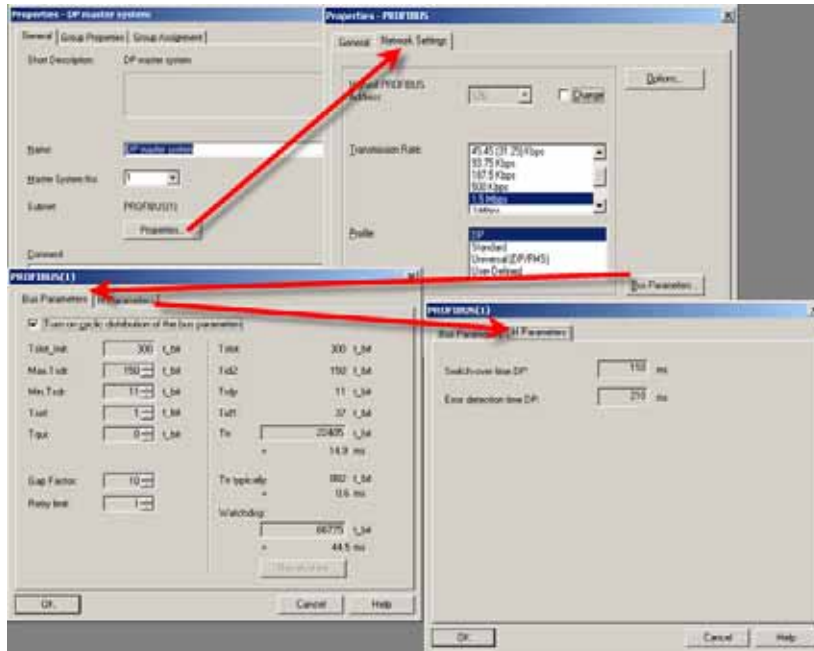 Properties - DP master system
General Group Properties Group Assignment
Short Description: DP master system
Name: DP master system
Master System No: 1
Subnet: PROFIBUS(1)
Properties...
Comment
Properties - PROFIBUS
General Network Settings
Highest PROFIBUS
Address:
Change
Options...
Transmission Rate:
45.45 (31.25) Kbps
93.75 Kbps
187.5 Kbps
500 Kbps
1.5 Mbps
3 Mbps
Profile:
DP
Standard
Universal (DP/FMS)
User-Defined
Bus Parameters...
PROFIBUS(1)
Bus Parameters
Turn on cyclic distribution of the bus parameters
Tslot_Init: 300 t_bit
Max.Tsdr: 150 t_bit
Min.Tsdr: 11 t_bit
Tset: 1 t_bit
Tqui: 0 t_bit
Gap Factor: 10
Retry limit: 1
Tslot: 300 t_bit
Tid2: 150 t_bit
Trdy: 11 t_bit
Tid1: 37 t_bit
Ttr: 22405 t_bit
= 14.9 ms
Ttr typically: 882 t_bit
= 0.6 ms
Watchdog:
66775 t_bit
= 44.5 ms
OK
Cancel
Help
PROFIBUS(1)
H Parameters
Switch-over time DP: 110 ms
Error detection time DP: 210 ms
OK
Cancel
Help